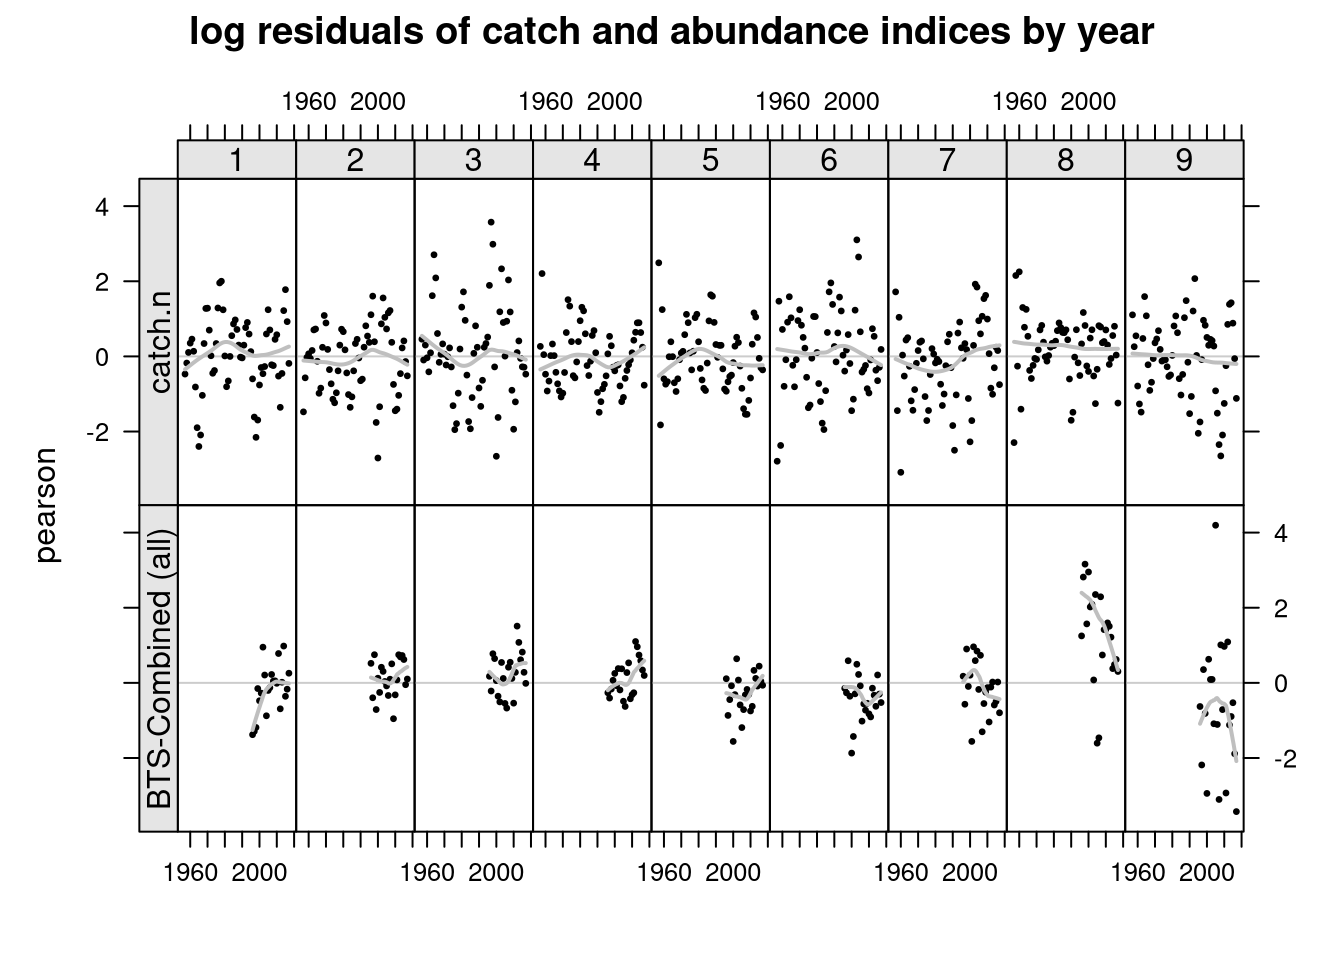 log residuals of catch and abundance indices by year
1960 2000 1960 2000 1960 2000 1960 2000
1 2 3 4 5 6 7 8 9
catch.n
4
2
0
-2
pearson
BTS-Combined (all)
4
2
0
-2
1960 2000 1960 2000 1960 2000 1960 2000 1960 2000